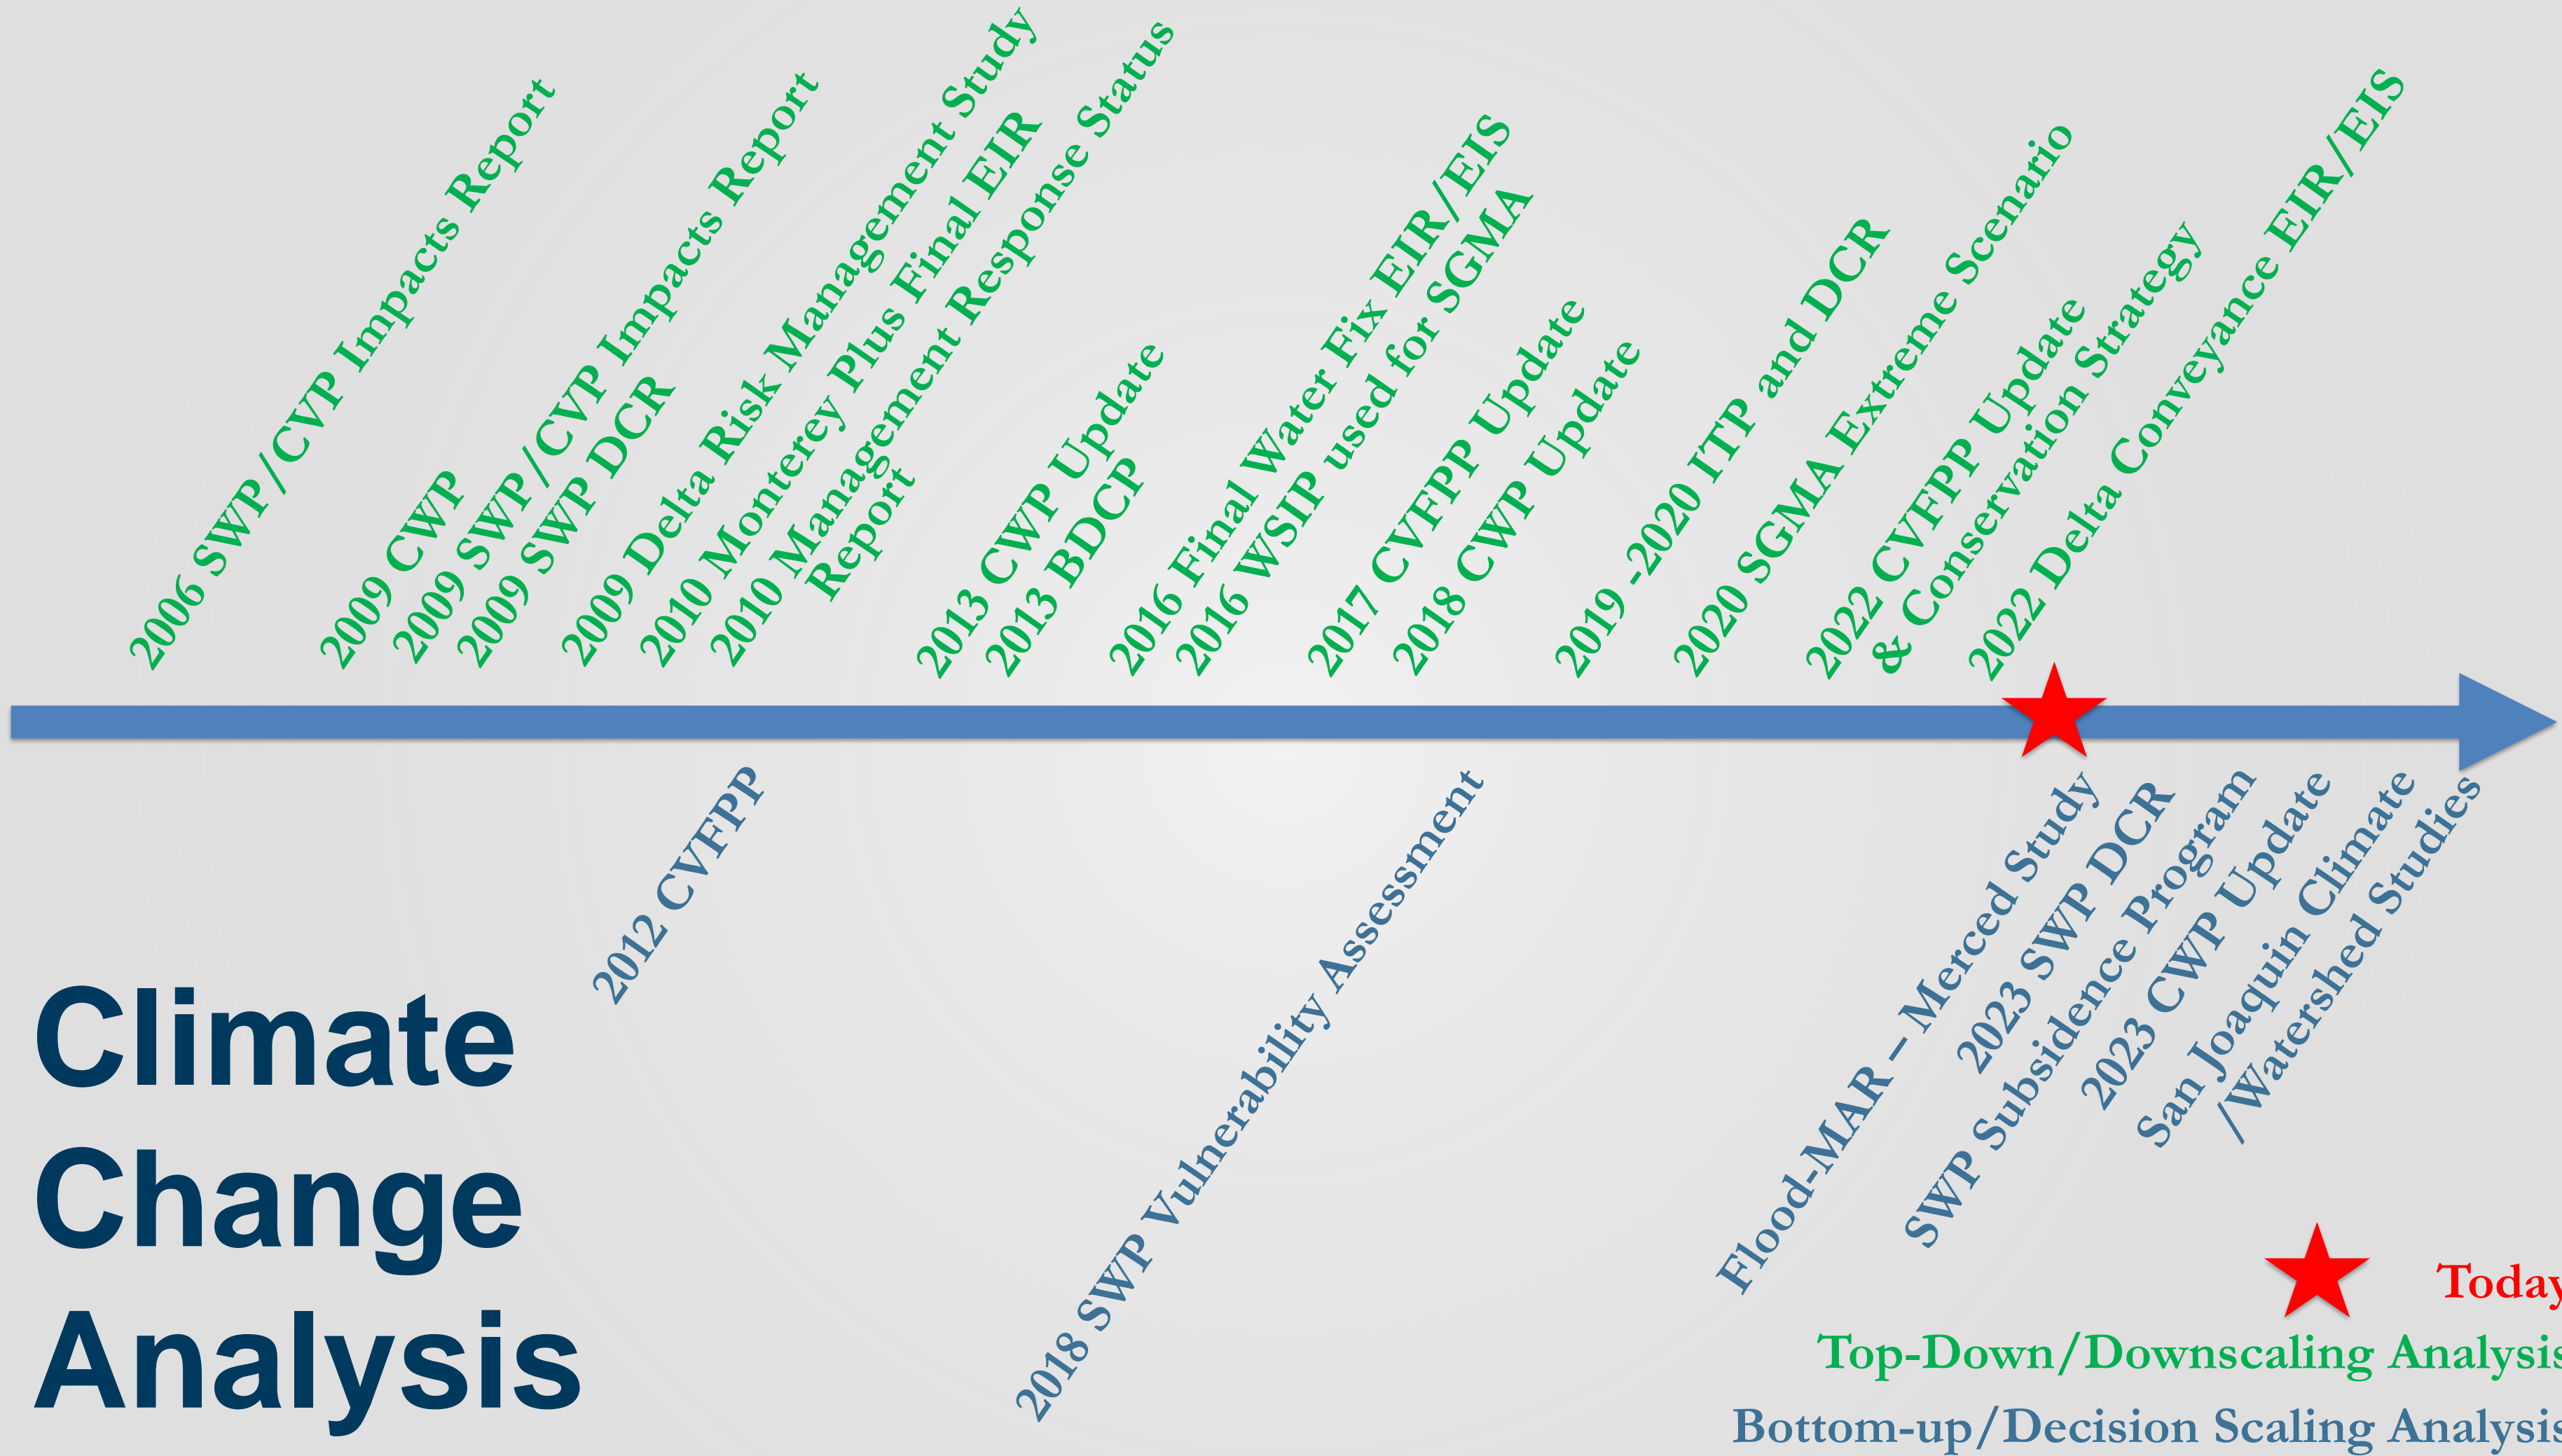 2006 SWP/CVP Impacts Report
2009 CWP
2009 SWP/CVP Impacts Report
2009 SWP DCR
2009 Delta Risk Management Study
2010 Monterey Plus Final EIR
2010 Management Response Status
Report
2013 CWP Update
2013 BDCP
2016 Final Water Fix EIR/EIS
2016 WSIP used for SGMA
2017 CVFPP Update
2018 CWP Update
2019 -2020 ITP and DCR
2020 SGMA Extreme Scenario
2022 CVFPP Update
& Conservation Strategy
2022 Delta Conveyance EIR/EIS
2012 CVFPP
2018 SWP Vulnerability Assessment
Flood-MAR – Merced Study
2023 SWP DCR
SWP Subsidence Program
2023 CWP Update
San Joaquin Climate
/Watershed Studies
Climate
Change
Analysis
Today
Top-Down/Downscaling Analysis
Bottom-up/Decision Scaling Analysis